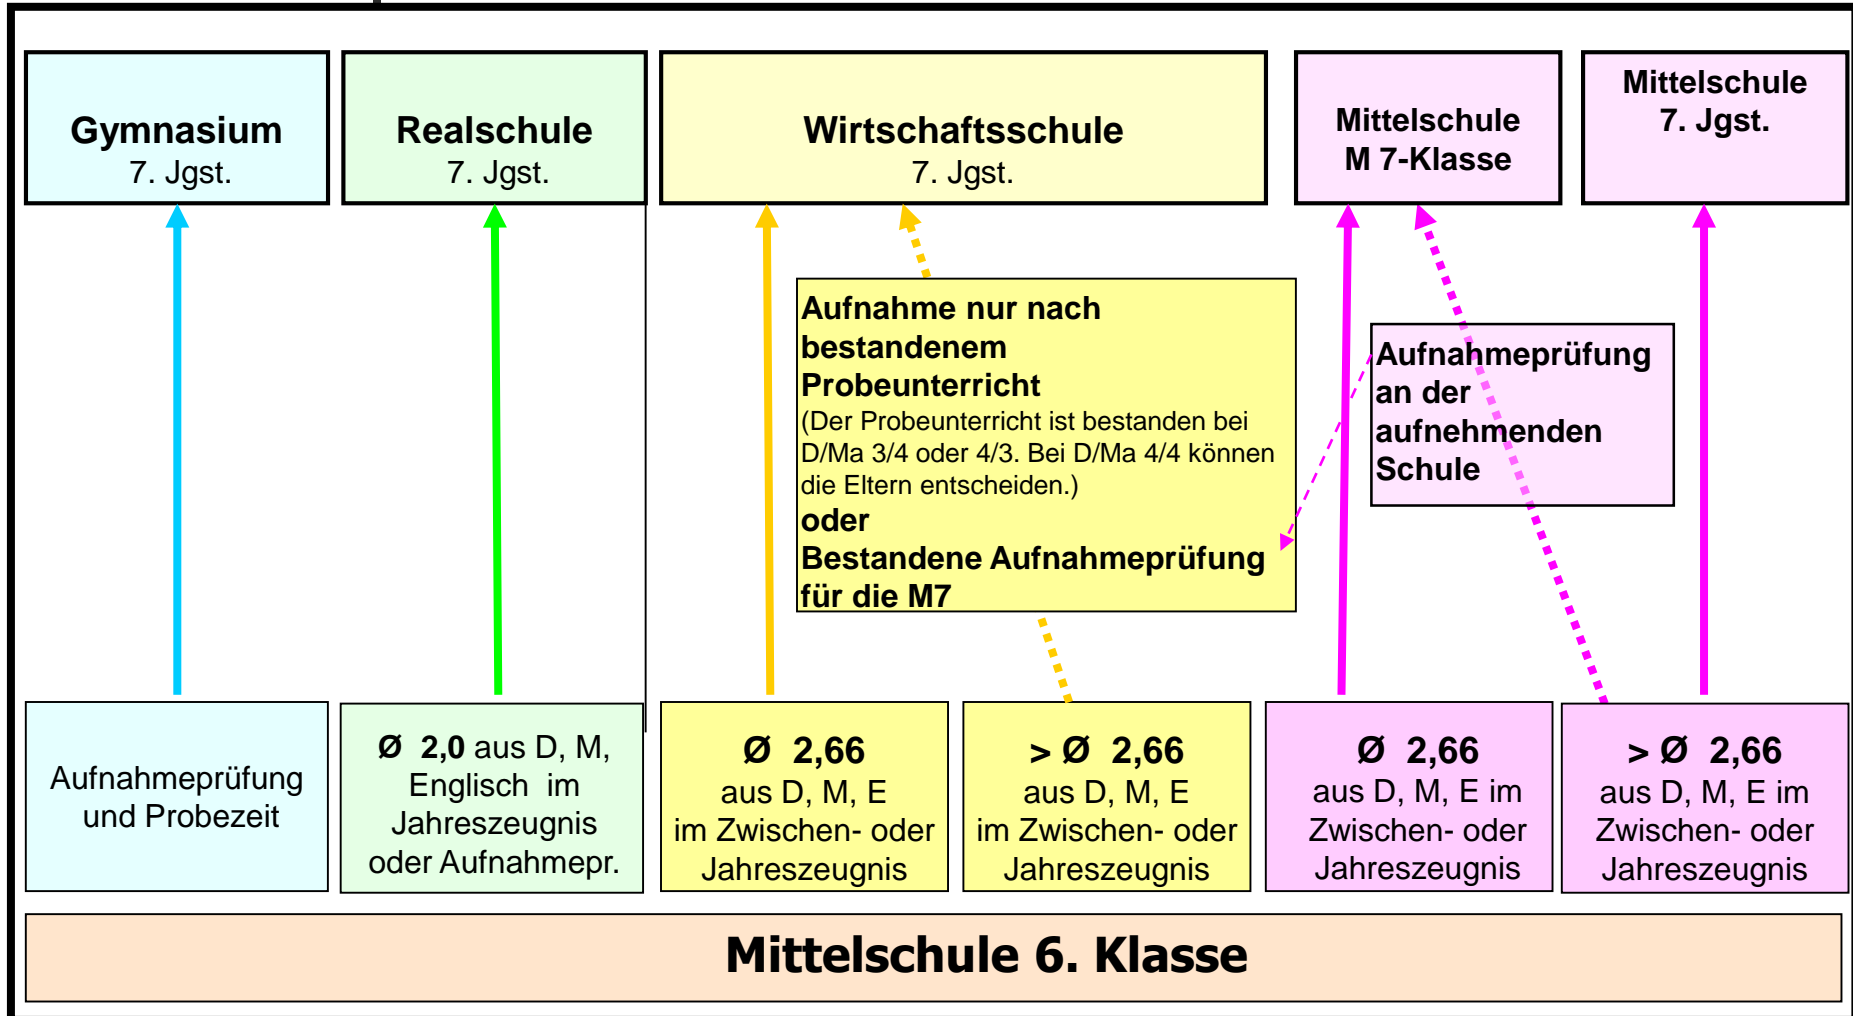 Gymnasium
7. Jgst.
Realschule
7. Jgst.
Wirtschaftsschule
7. Jgst.
Mittelschule
M 7-Klasse
Mittelschule
7. Jgst.
Aufnahme nur nach
bestandenem
Probeunterricht
(Der Probeunterricht ist bestanden bei
D/Ma 3/4 oder 4/3. Bei D/Ma 4/4 können
die Eltern entscheiden.)
oder
Bestandene Aufnahmeprüfung
für die M7
Aufnahmeprüfung
an der
aufnehmenden
Schule
Aufnahmeprüfung
und Probezeit
Ø 2,0 aus D, M,
Englisch im
Jahreszeugnis
oder Aufnahmepr.
Ø 2,66
aus D, M, E
im Zwischen- oder
Jahreszeugnis
> Ø 2,66
aus D, M, E
im Zwischen- oder
Jahreszeugnis
Ø 2,66
aus D, M, E im
Zwischen- oder
Jahreszeugnis
> Ø 2,66
aus D, M, E im
Zwischen- oder
Jahreszeugnis
Mittelschule 6. Klasse